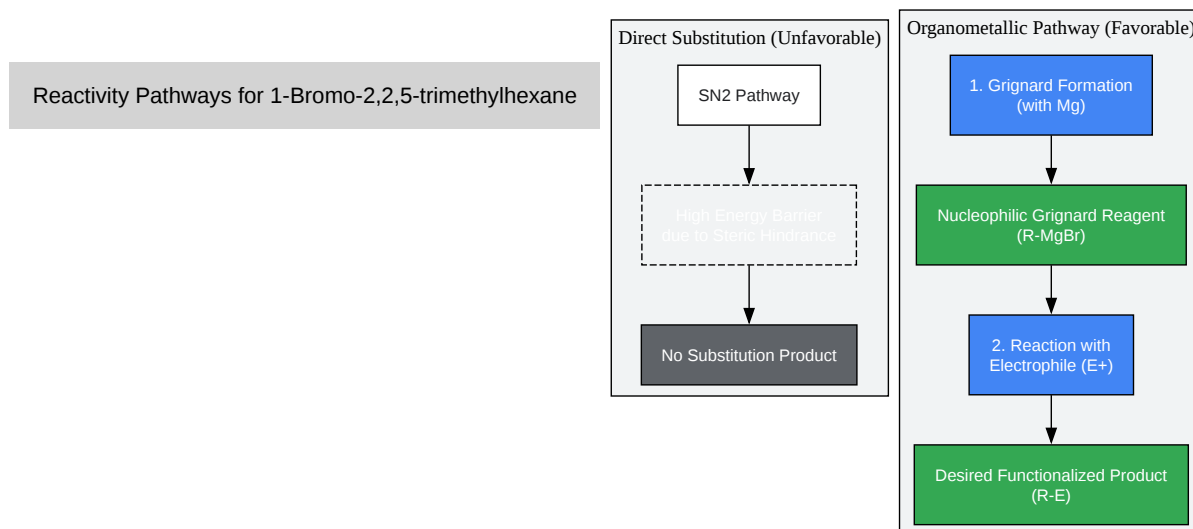 Reactivity Pathways for 1-Bromo-2,2,5-trimethylhexane
Direct Substitution (Unfavorable)
SN2 Pathway
High Energy Barrier
due to Steric Hindrance
No Substitution Product
Organometallic Pathway (Favorable)
1. Grignard Formation
(with Mg)
Nucleophilic Grignard Reagent
(R-MgBr)
2. Reaction with
Electrophile (E+)
Desired Functionalized Product
(R-E)